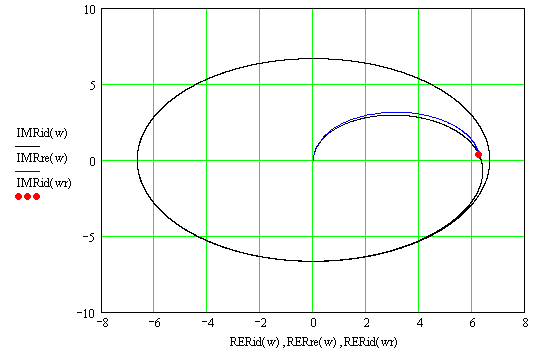 10
5
0
−5
−10
IMRid(w)
IMRre(w)
IMRid(wr)
−8 −6 −4 −2 0 2 4 6 8
RERid(w) , RERre(w) , RERid(wr)